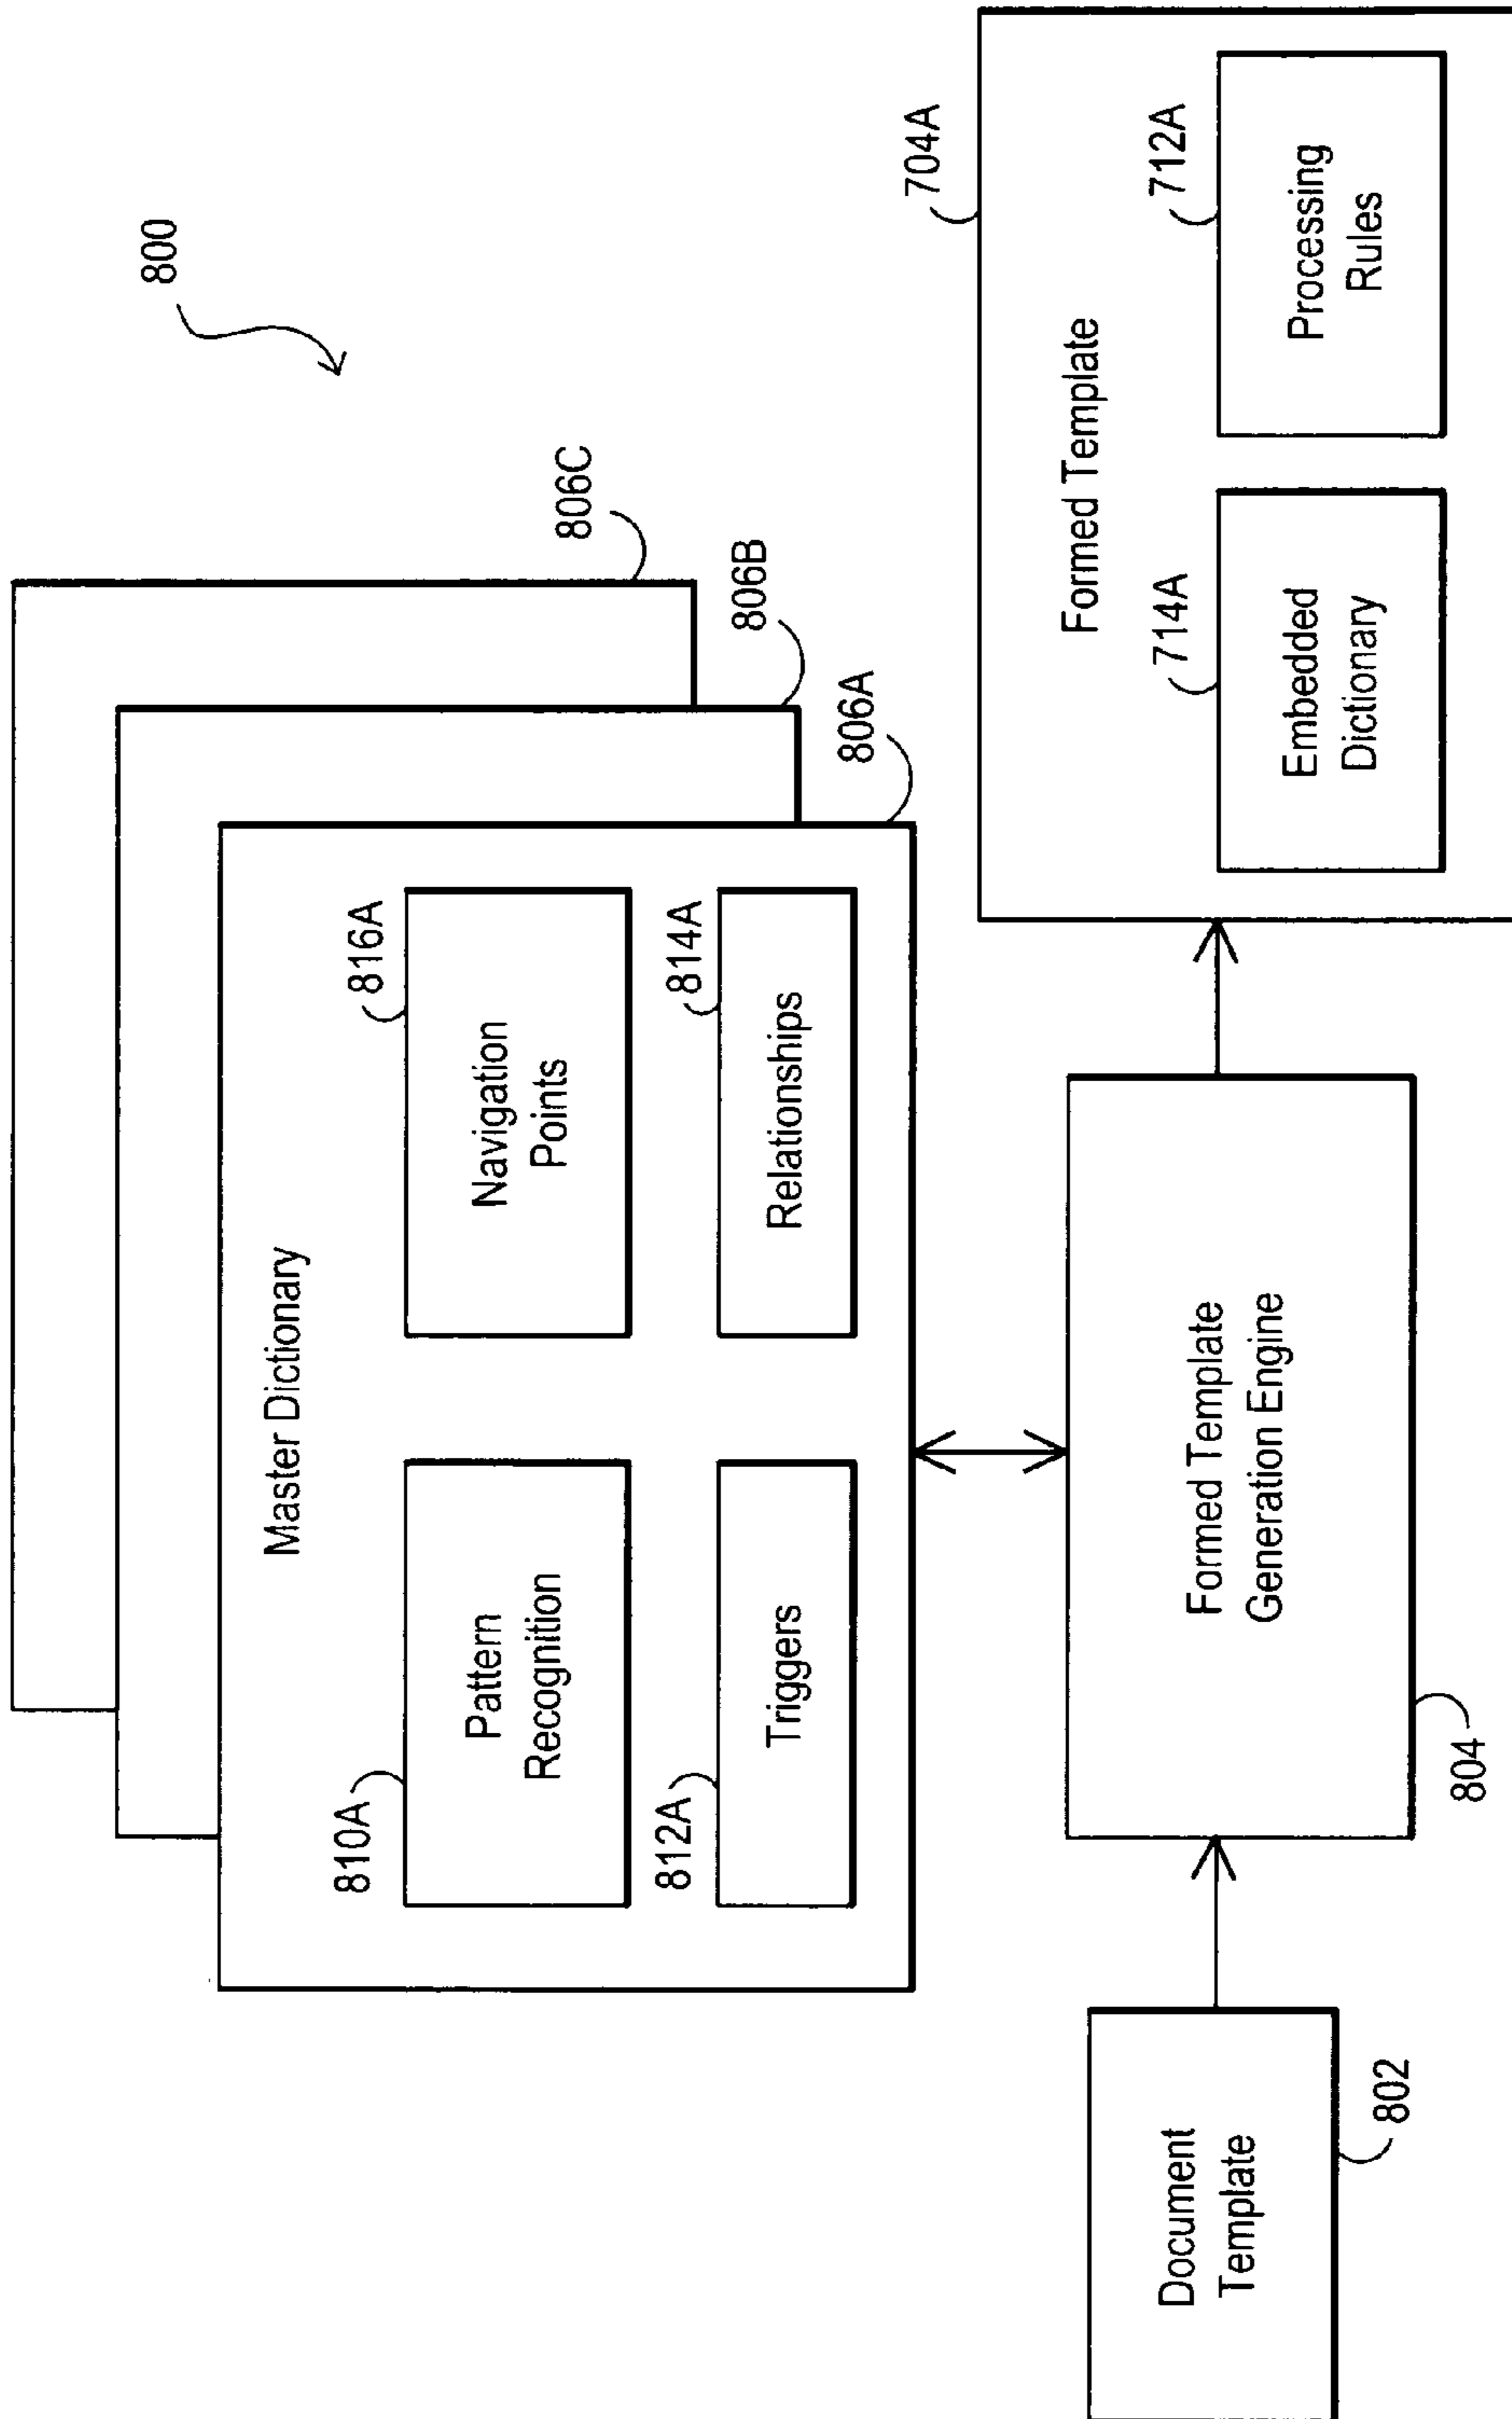 800
806C
806B
806A
Master Dictionary
810A
Pattern
Recognition
816A
Navigation
Points
812A
Triggers
814A
Relationships
Document
Template
802
Formed Template
Generation Engine
804
704A
Formed Template
714A
Embedded
Dictionary
712A
Processing
Rules